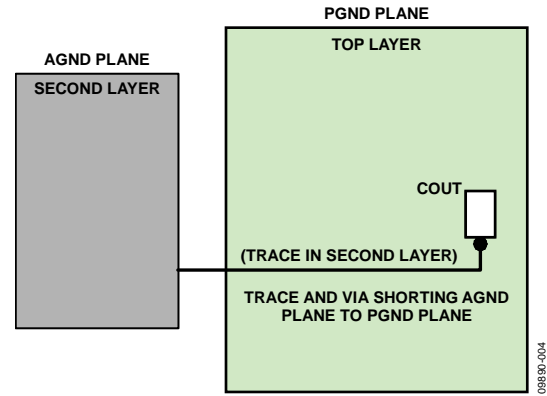 PGND PLANE
TOP LAYER
AGND PLANE
SECOND LAYER
COUT
(TRACE IN SECOND LAYER)
TRACE AND VIA SHORTING AGND
PLANE TO PGND PLANE
09890-004